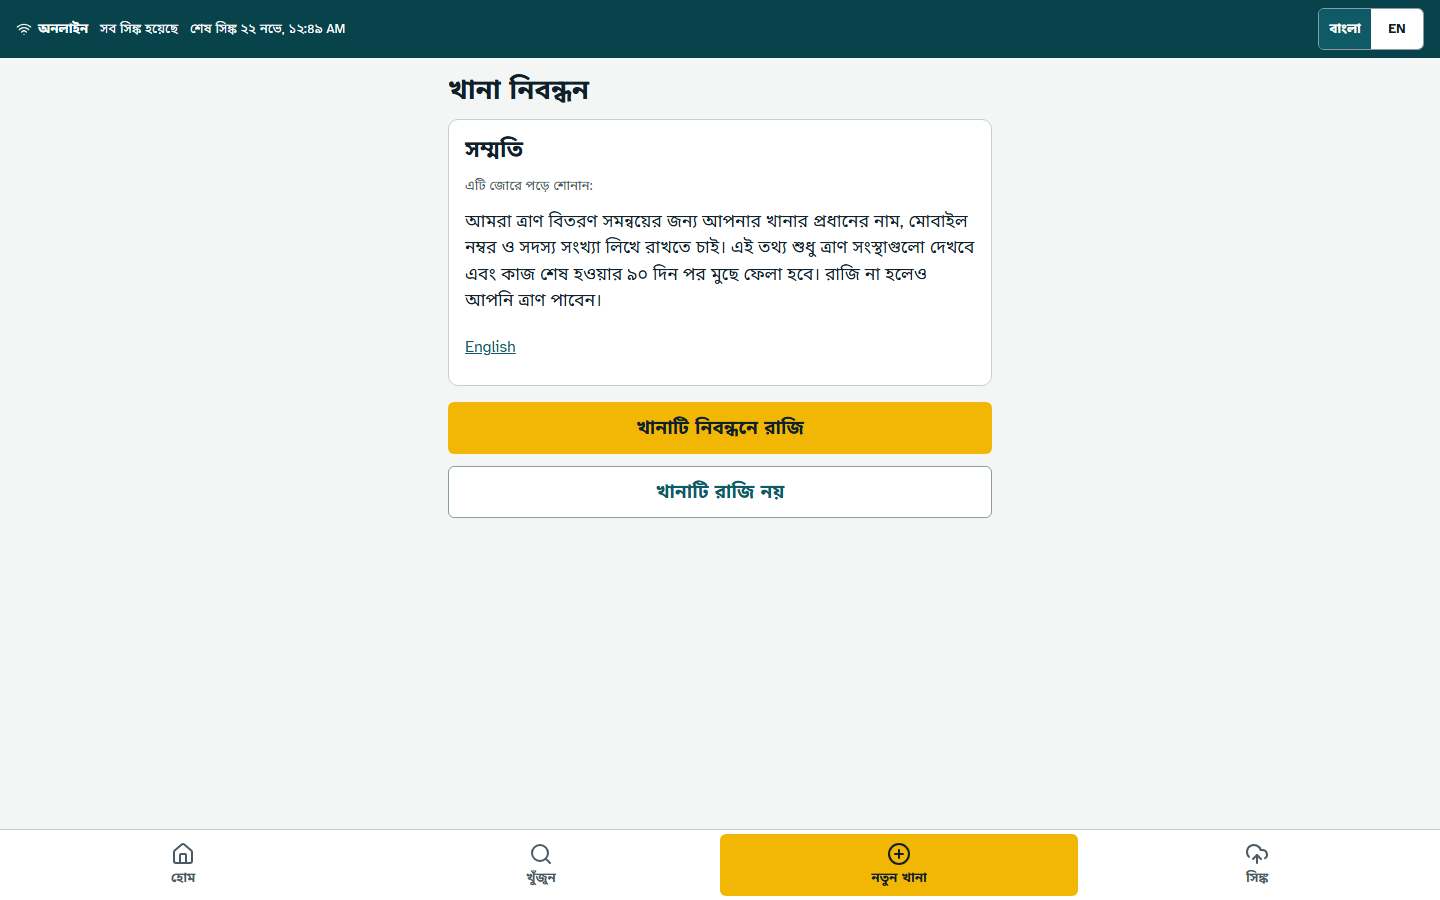 অনলাইন সব সিঙ্ক হয়েছে শেষ সিঙ্ক ২২ নভে, ১২:৪৯ AM
বাংলা EN
খানা নিবন্ধন
সম্মতি
এটি জোরে পড়ে শোনান:
আমরা ত্রাণ বিতরণ সমন্বয়ের জন্য আপনার খানার প্রধানের নাম, মোবাইল
নম্বর ও সদস্য সংখ্যা লিখে রাখতে চাই। এই তথ্য শুধু ত্রাণ সংস্থাগুলো দেখবে
এবং কাজ শেষ হওয়ার ৯০ দিন পর মুছে ফেলা হবে। রাজি না হলেও
আপনি ত্রাণ পাবেন।
English
খানাটি নিবন্ধনে রাজি
খানাটি রাজি নয়
হোম
খুঁজুন
নতুন খানা
সিঙ্ক